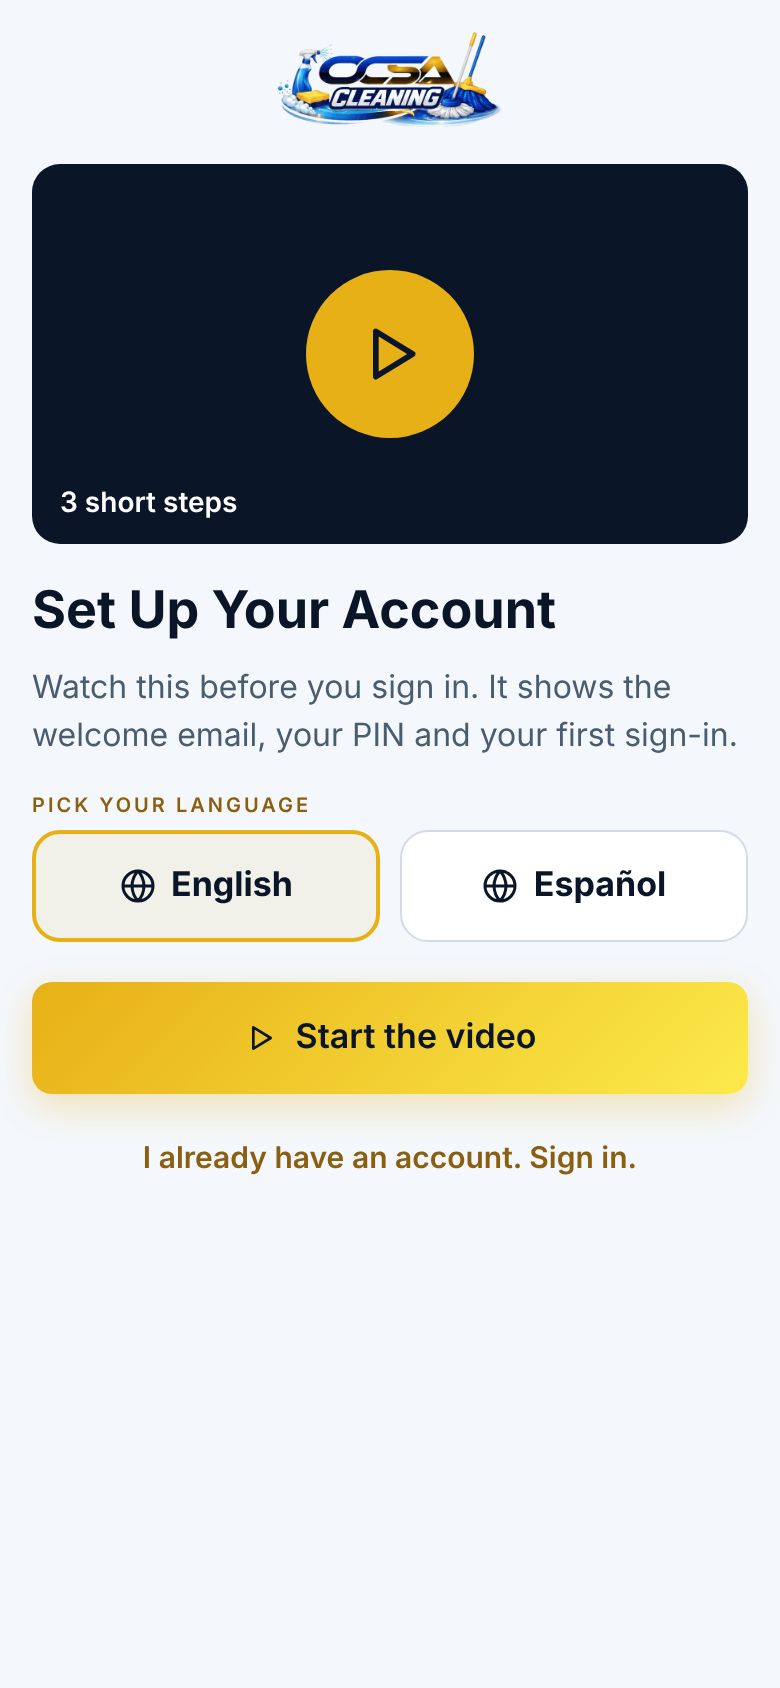 OCSA
CLEANING
3 short steps
Set Up Your Account
Watch this before you sign in. It shows the
welcome email, your PIN and your first sign-in.
PICK YOUR LANGUAGE
English
Español
Start the video
I already have an account. Sign in.